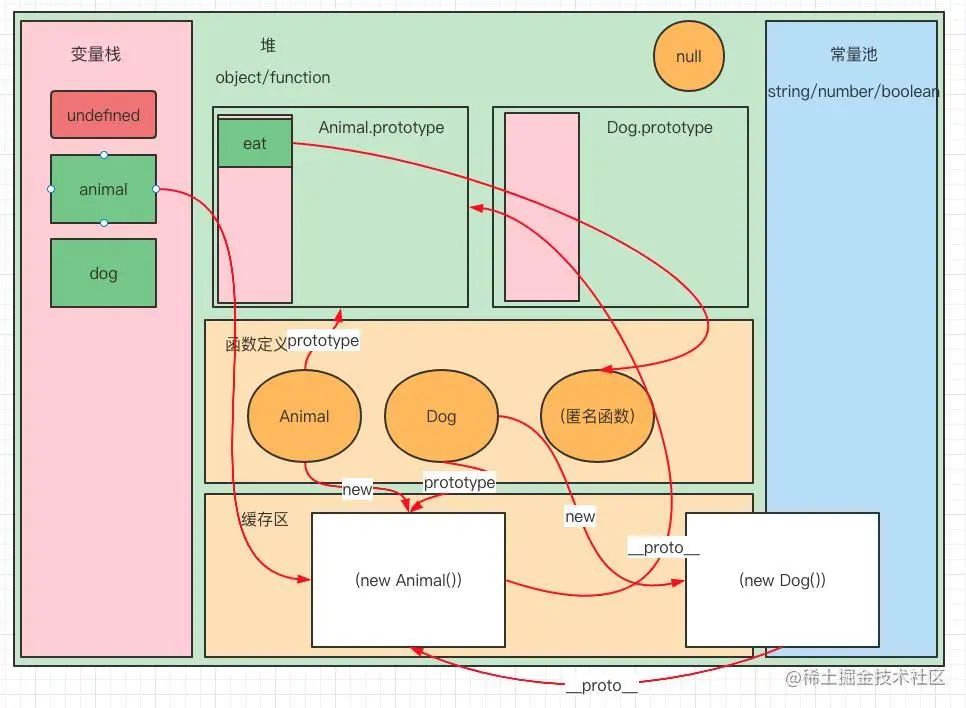 变量栈
undefined
animal
dog
堆
object/function
null
常量池
string/number/boolean
Animal.prototype
eat
Dog.prototype
函数定义
prototype
Animal
Dog
(匿名函数)
new
prototype
缓存区
new
__proto__
(new Animal())
(new Dog())
__proto__
@稀土掘金技术社区